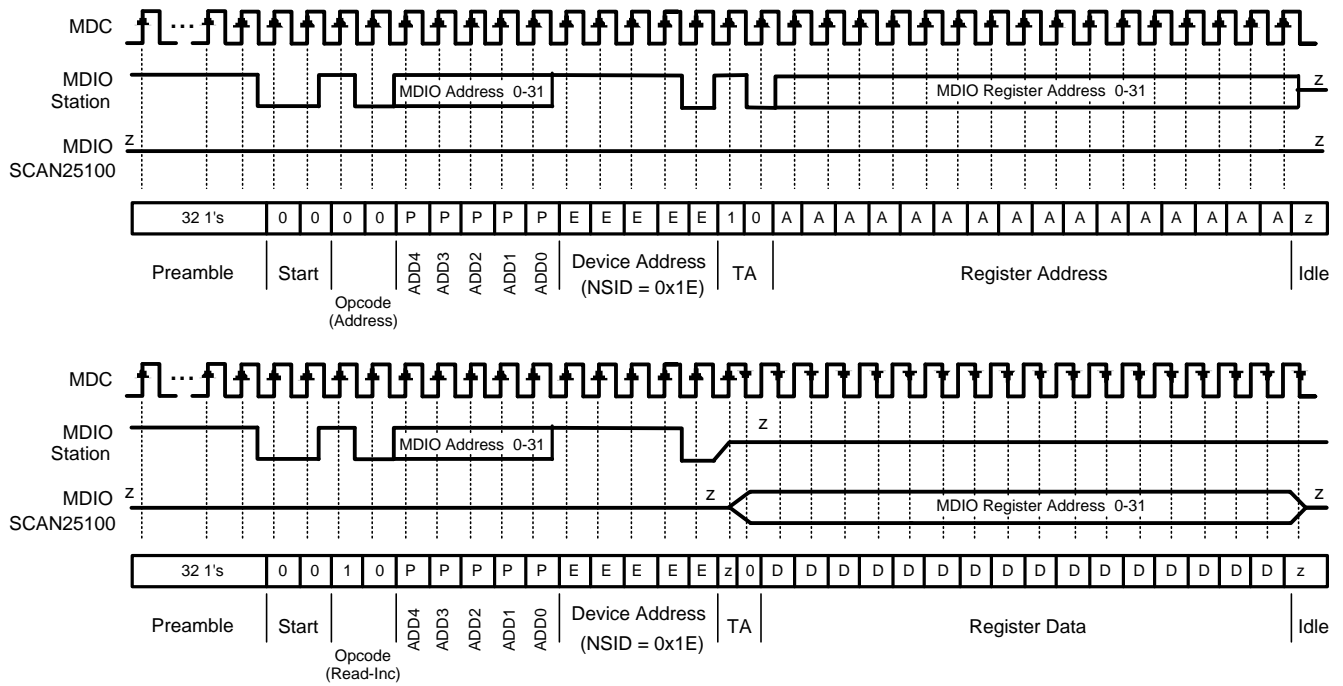 MDC
...
MDIO Station
MDIO Address 0-31
MDIO Register Address 0-31
z
MDIO SCAN25100
z
z
32 1's 0 0 0 0 P P P P P E E E E E 1 0 A A A A A A A A A A A A A A A A z
Preamble Start Opcode (Address) ADD4 ADD3 ADD2 ADD1 ADD0 Device Address (NSID = 0x1E) TA Register Address Idle
MDC
...
MDIO Station
MDIO Address 0-31
z
MDIO SCAN25100
z
z
MDIO Register Address 0-31
z
32 1's 0 0 1 0 P P P P P E E E E E z 0 D D D D D D D D D D D D D D D D z
Preamble Start Opcode (Read-Inc) ADD4 ADD3 ADD2 ADD1 ADD0 Device Address (NSID = 0x1E) TA Register Data Idle